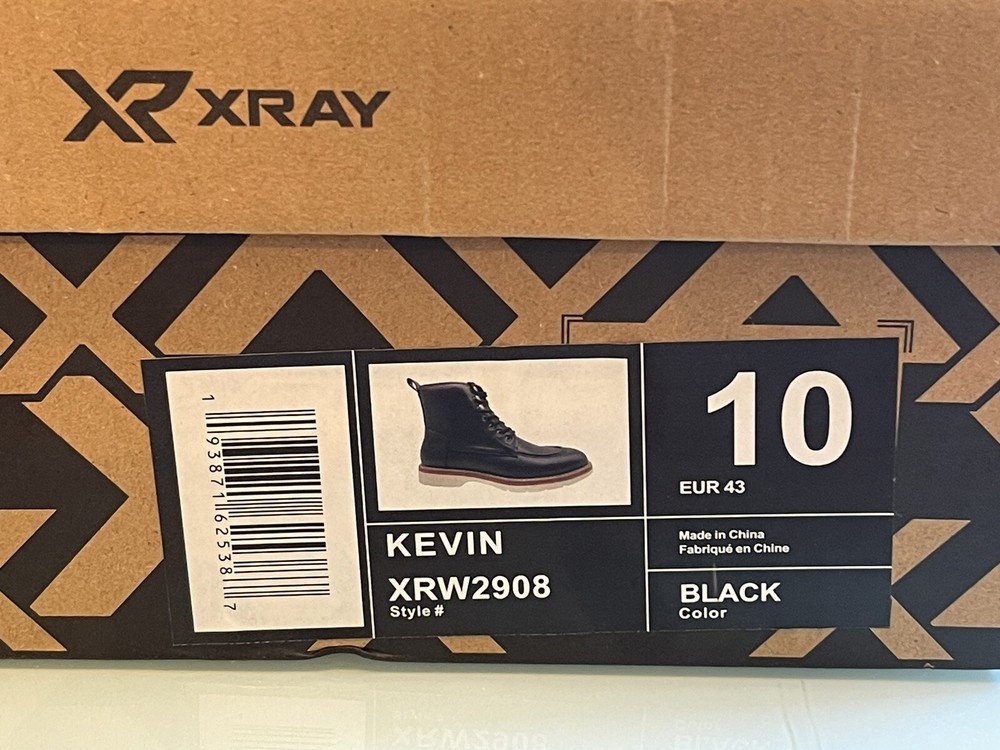 XR XRAY
1 93871 62538 7
KEVIN
XRW2908
Style #
10
EUR 43
Made in China
Fabriqué en Chine
BLACK
Color